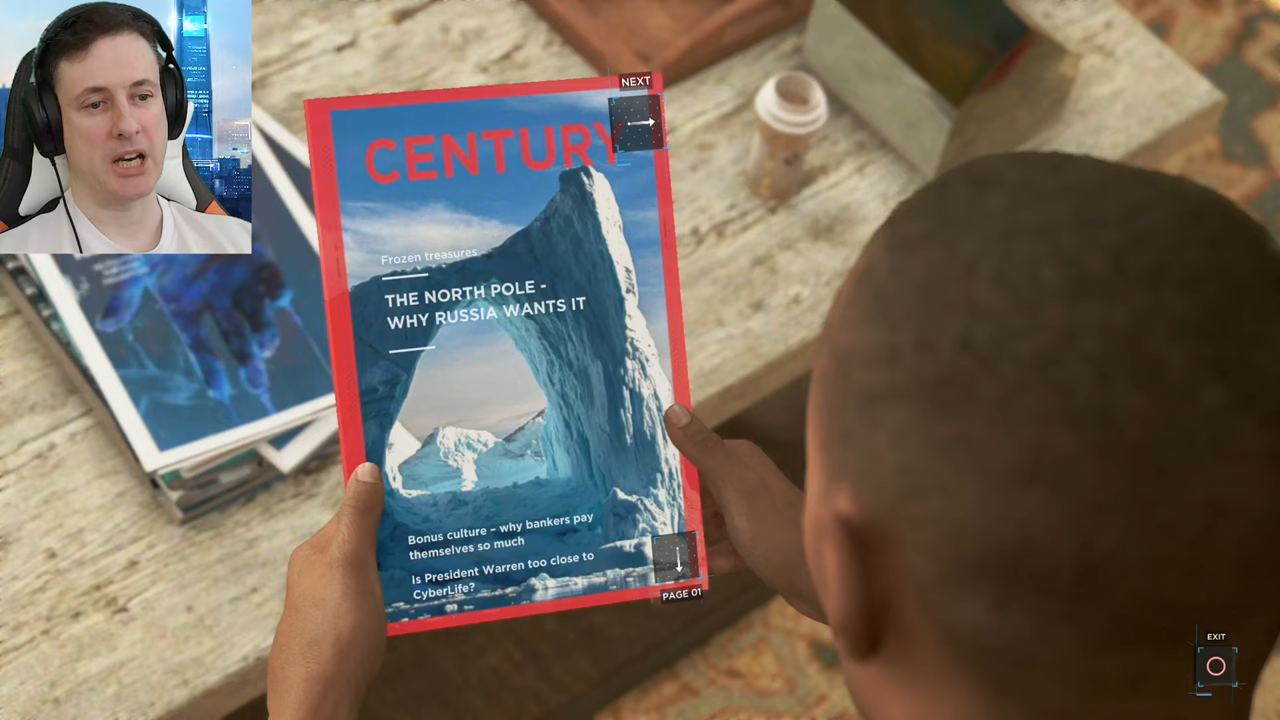 NEXT
CENTURY
Frozen treasures
THE NORTH POLE -
WHY RUSSIA WANTS IT
Bonus culture – why bankers pay
themselves so much
Is President Warren too close to
CyberLife?
PAGE 01
EXIT